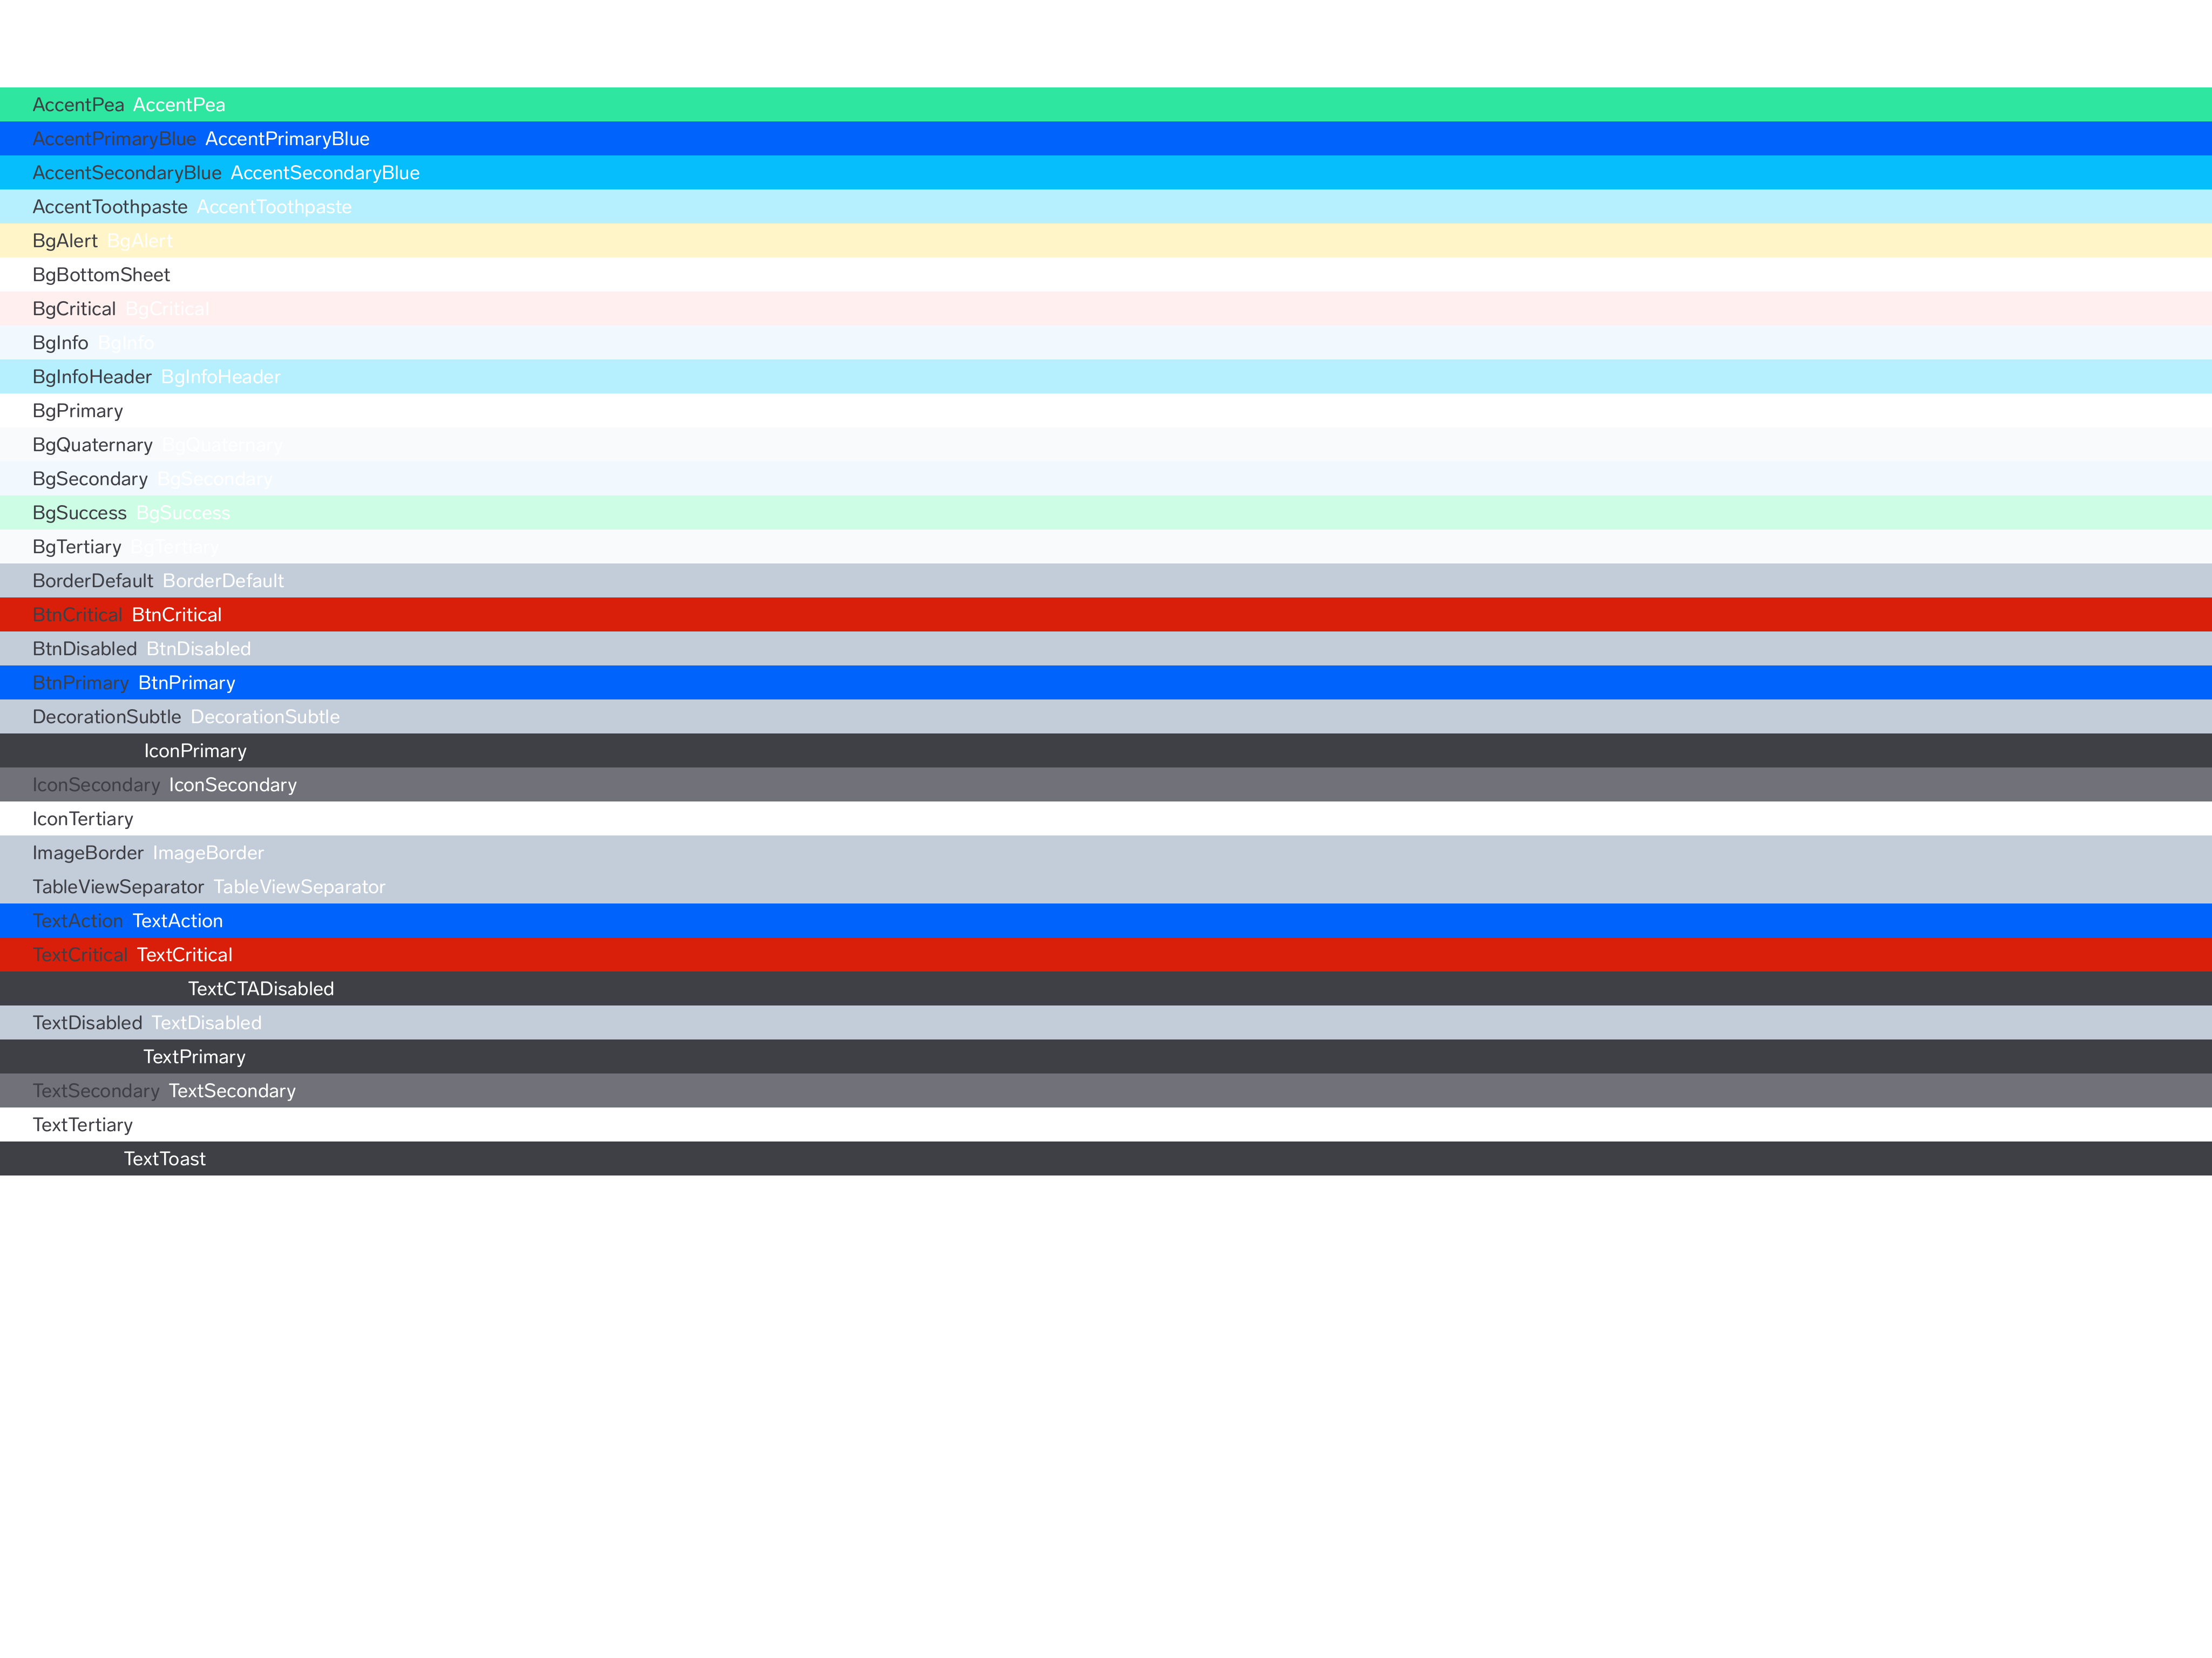 AccentPea AccentPea
AccentPrimaryBlue AccentPrimaryBlue
AccentSecondaryBlue AccentSecondaryBlue
AccentToothpaste AccentToothpaste
BgAlert BgAlert
BgBottomSheet
BgCritical BgCritical
BgInfo BgInfo
BgInfoHeader BgInfoHeader
BgPrimary
BgQuaternary BgQuaternary
BgSecondary BgSecondary
BgSuccess BgSuccess
BgTertiary BgTertiary
BorderDefault BorderDefault
BtnCritical BtnCritical
BtnDisabled BtnDisabled
BtnPrimary BtnPrimary
DecorationSubtle DecorationSubtle
IconPrimary
IconSecondary IconSecondary
IconTertiary
ImageBorder ImageBorder
TableViewSeparator TableViewSeparator
TextAction TextAction
TextCritical TextCritical
TextCTADisabled
TextDisabled TextDisabled
TextPrimary
TextSecondary TextSecondary
TextTertiary
TextToast